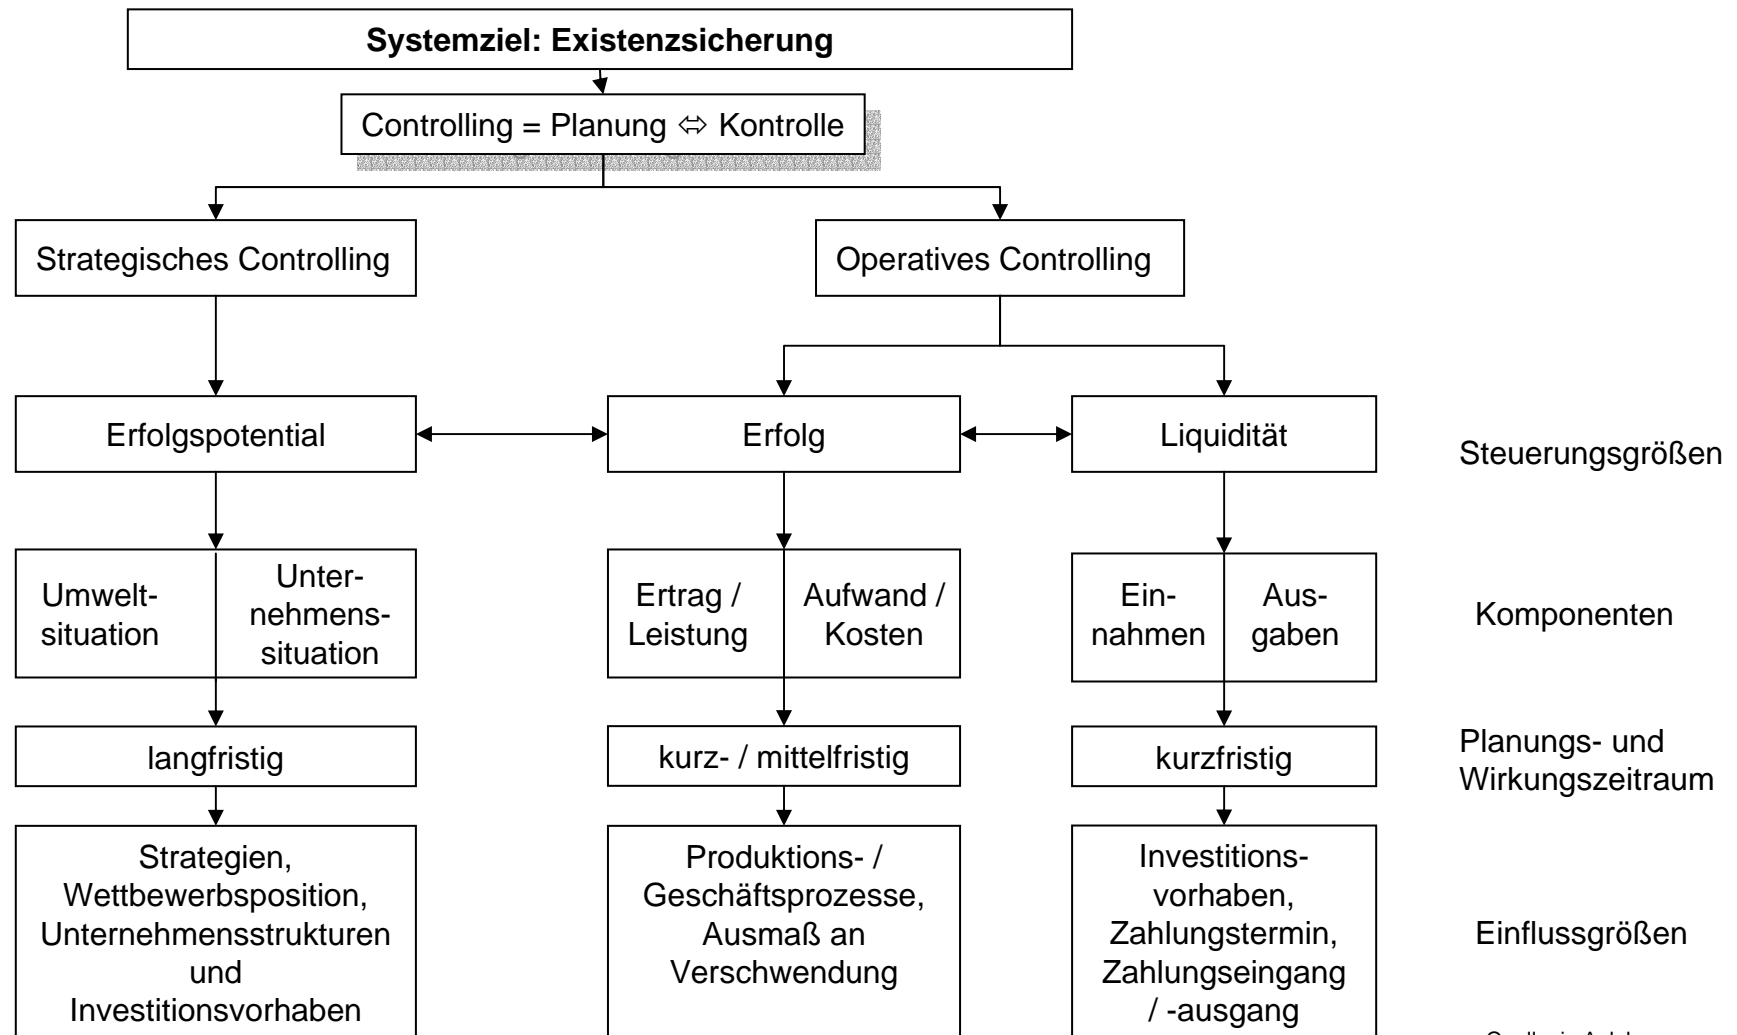 Systemziel: Existenzsicherung
Controlling = Planung ⬄ Kontrolle
Strategisches Controlling
Operatives Controlling
Erfolgspotential
Erfolg
Liquidität
Steuerungsgrößen
Umwelt-
situation
Unter-
nehmens-
situation
Ertrag /
Leistung
Aufwand /
Kosten
Ein-
nahmen
Aus-
gaben
Komponenten
langfristig
kurz- / mittelfristig
kurzfristig
Planungs- und
Wirkungszeitraum
Strategien,
Wettbewerbsposition,
Unternehmensstrukturen
und
Investitionsvorhaben
Produktions- /
Geschäftsprozesse,
Ausmaß an
Verschwendung
Investitions-
vorhaben,
Zahlungstermin,
Zahlungseingang
/ -ausgang
Einflussgrößen